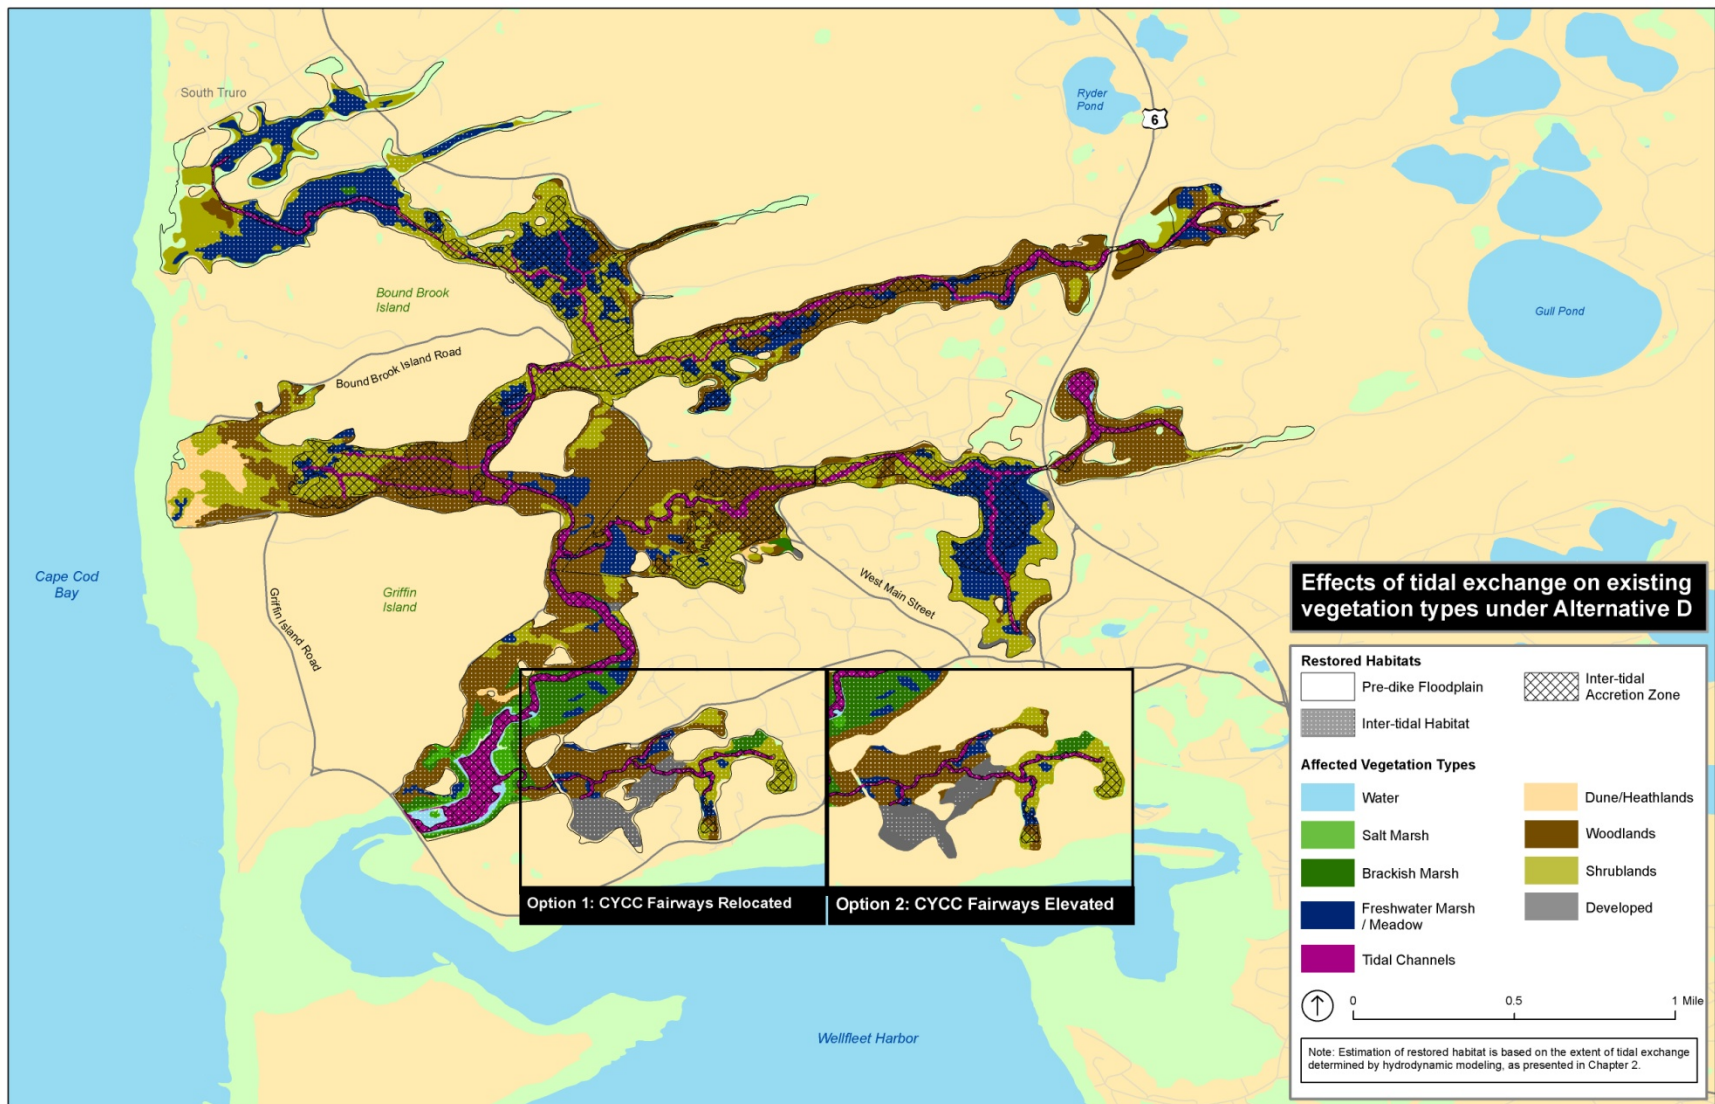 South Truro
Ryder
Pond
6
Bound Brook
Island
Gull Pond
Bound Brook Island Road
Cape Cod
Bay
Griffin
Island
Griffin Island Road
West Main Street
Option 1: CYCC Fairways Relocated
Option 2: CYCC Fairways Elevated
Wellfleet Harbor
Effects of tidal exchange on existing
vegetation types under Alternative D
Restored Habitats
Pre-dike Floodplain
Inter-tidal
Accretion Zone
Inter-tidal Habitat
Affected Vegetation Types
Water
Dune/Heathlands
Salt Marsh
Woodlands
Brackish Marsh
Shrublands
Freshwater Marsh
/ Meadow
Developed
Tidal Channels
0 0.5 1 Mile
Note: Estimation of restored habitat is based on the extent of tidal exchange
determined by hydrodynamic modeling, as presented in Chapter 2.